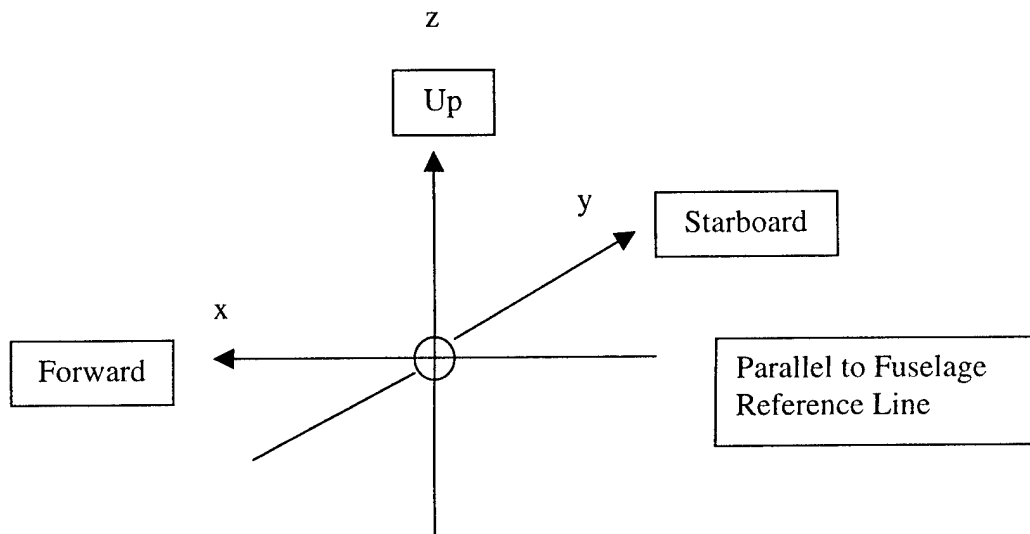 z
Up
y
Starboard
x
Forward
Parallel to Fuselage
Reference Line